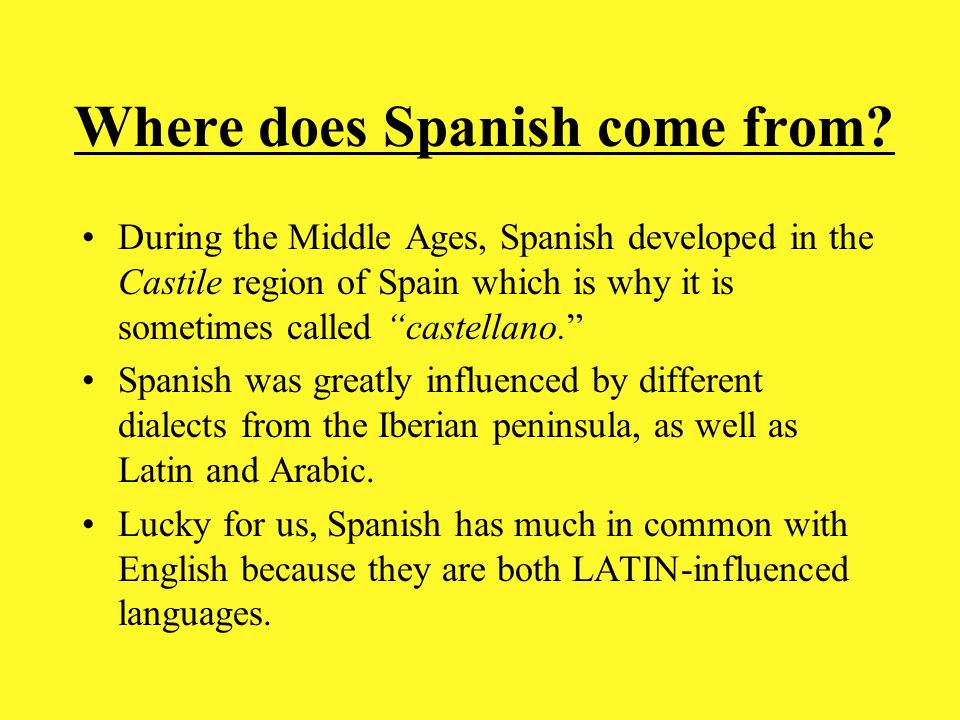 Where does Spanish come from?
• During the Middle Ages, Spanish developed in the
Castile region of Spain which is why it is
sometimes called “castellano.”
• Spanish was greatly influenced by different
dialects from the Iberian peninsula, as well as
Latin and Arabic.
• Lucky for us, Spanish has much in common with
English because they are both LATIN-influenced
languages.